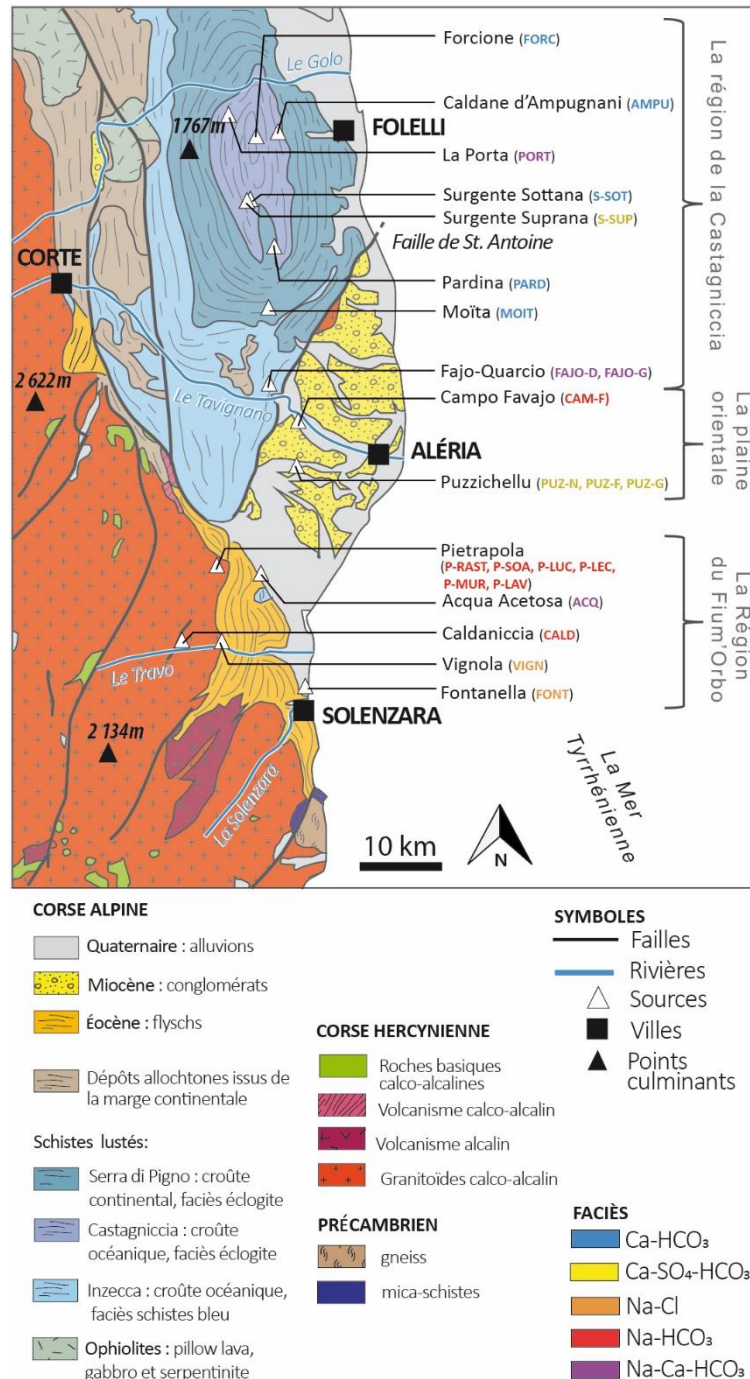 Le Golo
1767m
FOLELLI
CORTE
Faille de St. Antoine
2 622m
Le Tavignano
ALÉRIA
Le Travo
SOLENZARA
2 134m
La Solenzara
10 km
N
La Mer
Tyrrhénienne
Forcione (FORC)
Caldane d’Ampugnani (AMPU)
La Porta (PORT)
Surgente Sottana (S-SOT)
Surgente Suprana (S-SUP)
Pardina (PARD)
Moïta (MOIT)
Fajo-Quarcio (FAJO-D, FAJO-G)
Campo Favajo (CAM-F)
Puzzichellu (PUZ-N, PUZ-F, PUZ-G)
Pietrapola
(P-RAST, P-SOA, P-LUC, P-LEC,
P-MUR, P-LAV)
Acqua Acetosa (ACQ)
Caldaniccia (CALD)
Vignola (VIGN)
Fontanella (FONT)
La région de la Castagniccia
La plaine
orientale
La Région
du Fium’Orbo
CORSE ALPINE
Quaternaire : alluvions
Miocène : conglomérats
Éocène : flyschs
Dépôts allochtones issus de
la marge continentale
Schistes lustés:
Serra di Pigno : croûte
continental, faciès éclogite
Castagniccia : croûte
océanique, faciès éclogite
Inzecca : croûte océanique,
faciès schistes bleu
Ophiolites : pillow lava,
gabbro et serpentinite
CORSE HERCYNIENNE
Roches basiques
calco-alcalines
Volcanisme calco-alcalin
Volcanisme alcalin
Granitoïdes calco-alcalin
PRÉCAMBRIEN
gneiss
mica-schistes
SYMBOLES
Failles
Rivières
Sources
Villes
Points
culminants
FACIÈS
Ca-HCO₃
Ca-SO₄-HCO₃
Na-Cl
Na-HCO₃
Na-Ca-HCO₃